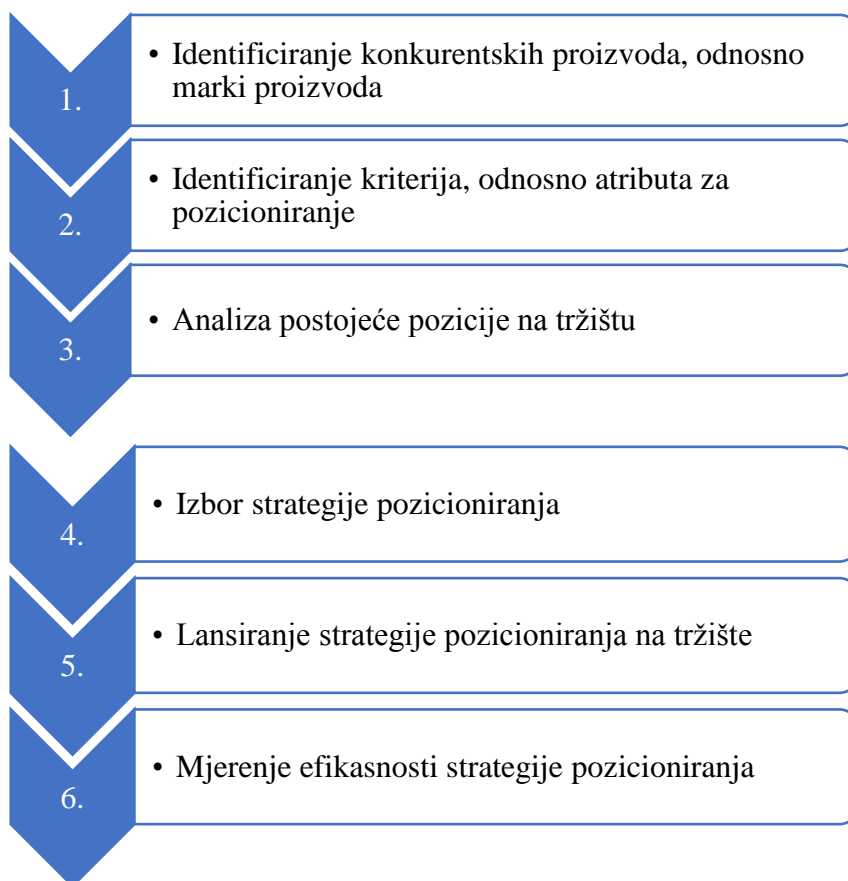 1.
• Identificiranje konkurentskih proizvoda, odnosno
marki proizvoda
2.
• Identificiranje kriterija, odnosno atributa za
pozicioniranje
3.
• Analiza postojeće pozicije na tržištu
4.
• Izbor strategije pozicioniranja
5.
• Lansiranje strategije pozicioniranja na tržište
6.
• Mjerenje efikasnosti strategije pozicioniranja